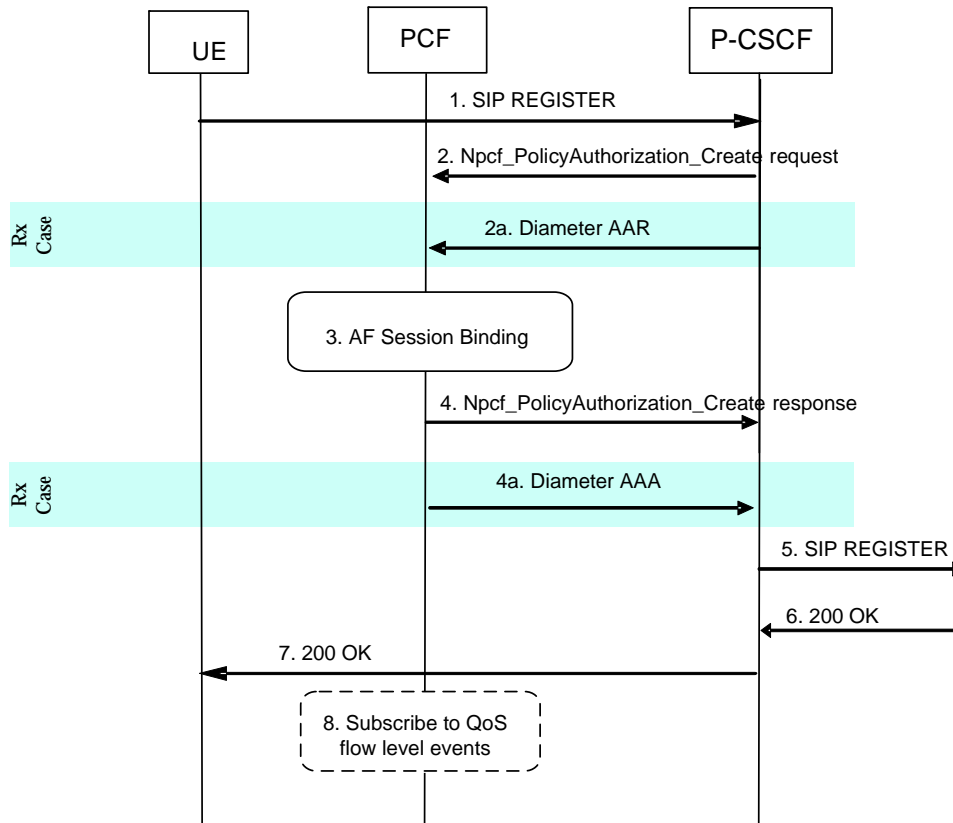 UE
PCF
P-CSCF
1. SIP REGISTER
2. Npcf_PolicyAuthorization_Create request
Rx
Case
2a. Diameter AAR
3. AF Session Binding
4. Npcf_PolicyAuthorization_Create response
Rx
Case
4a. Diameter AAA
5. SIP REGISTER
6. 200 OK
7. 200 OK
8. Subscribe to QoS
flow level events